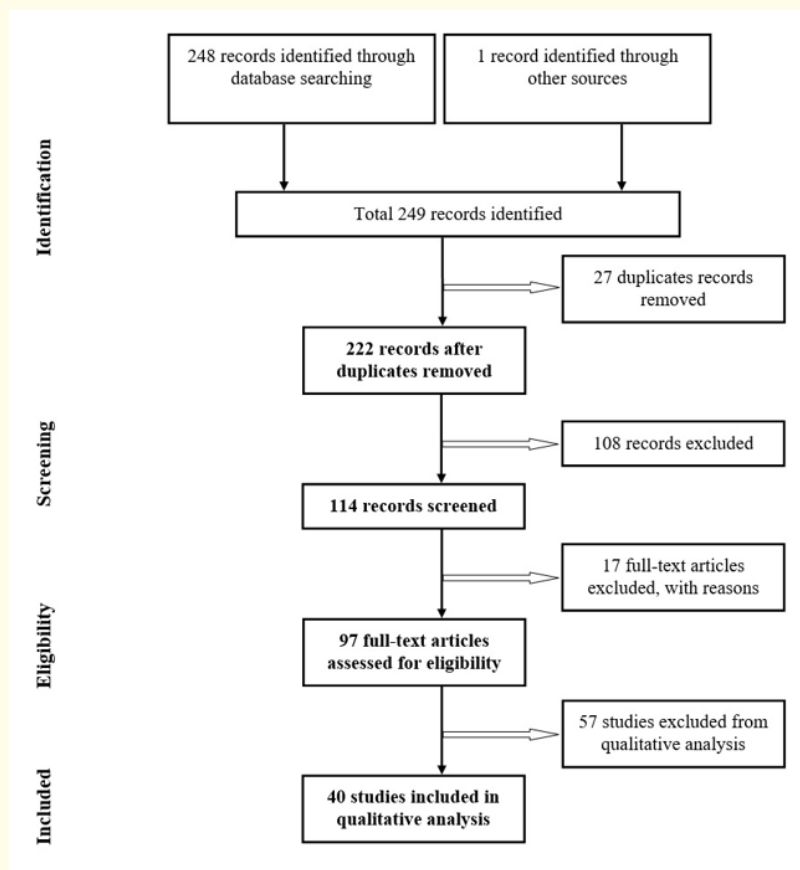 248 records identified through
database searching
1 record identified through
other sources
Identification
Total 249 records identified
27 duplicates records
removed
222 records after
duplicates removed
Screening
108 records excluded
114 records screened
17 full-text articles
excluded, with reasons
Eligibility
97 full-text articles
assessed for eligibility
57 studies excluded from
qualitative analysis
Included
40 studies included in
qualitative analysis